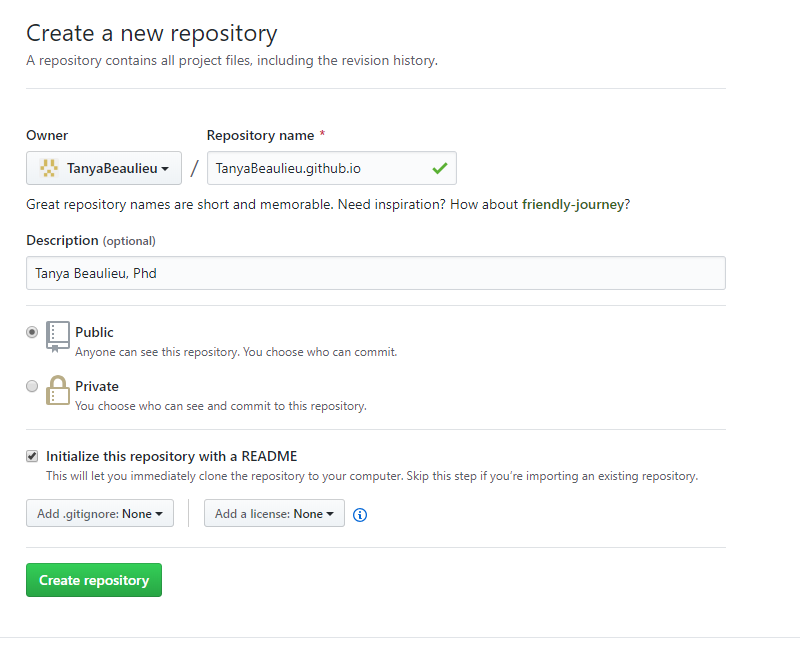 Create a new repository
A repository contains all project files, including the revision history.
Owner
Repository name *
TanyaBeaulieu / TanyaBeaulieu.github.io
Great repository names are short and memorable. Need inspiration? How about friendly-journey?
Description (optional)
Tanya Beaulieu, Phd
Public
Anyone can see this repository. You choose who can commit.
Private
You choose who can see and commit to this repository.
Initialize this repository with a README
This will let you immediately clone the repository to your computer. Skip this step if you're importing an existing repository.
Add .gitignore: None
Add a license: None
Create repository